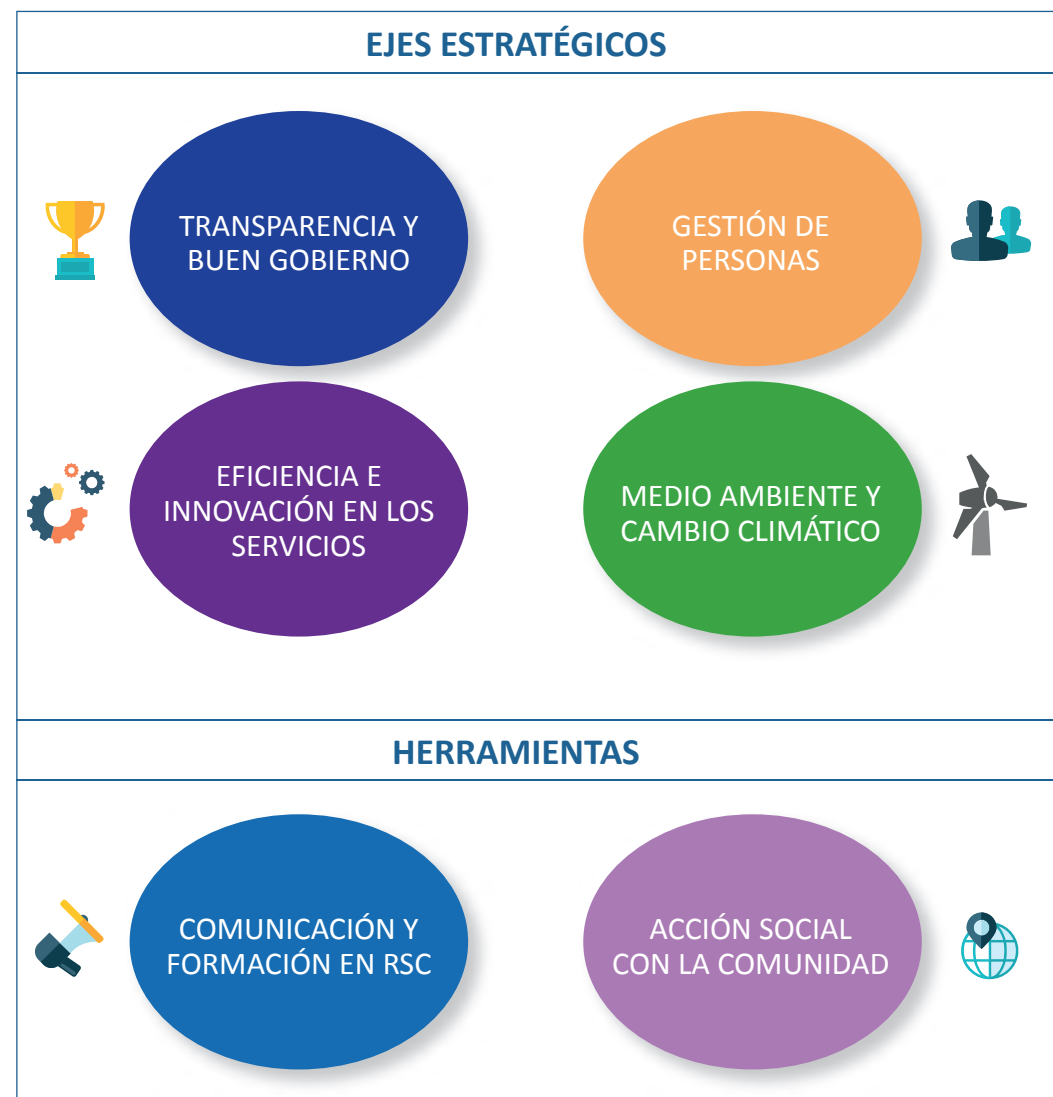 EJES ESTRATÉGICOS
TRANSPARENCIA Y
BUEN GOBIERNO
GESTIÓN DE
PERSONAS
EFICIENCIA E
INNOVACIÓN EN LOS
SERVICIOS
MEDIO AMBIENTE Y
CAMBIO CLIMÁTICO
HERRAMIENTAS
COMUNICACIÓN Y
FORMACIÓN EN RSC
ACCIÓN SOCIAL
CON LA COMUNIDAD